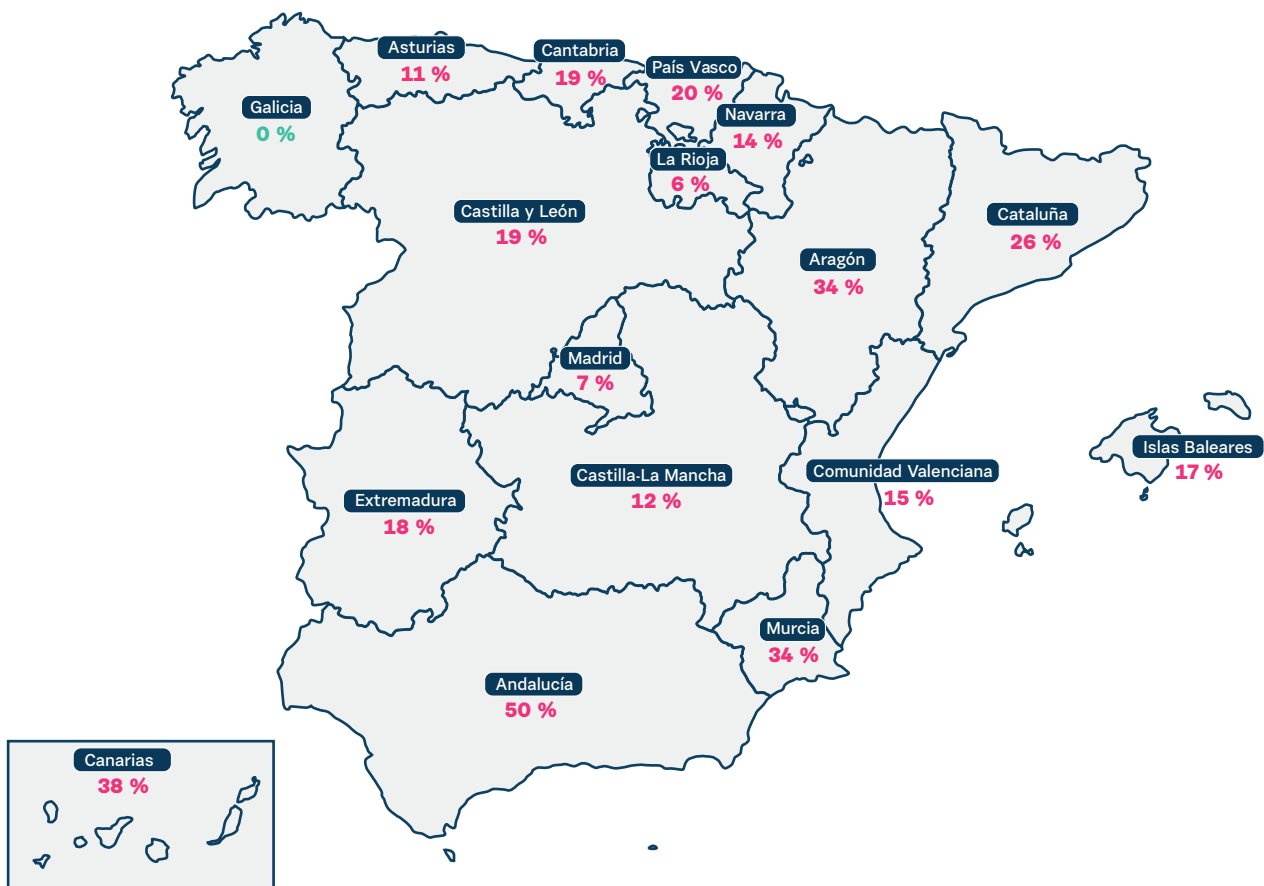 Asturias
11 %
Cantabria
19 %
País Vasco
20 %
Galicia
0 %
Navarra
14 %
La Rioja
6 %
Castilla y León
19 %
Cataluña
26 %
Aragón
34 %
Madrid
7 %
Islas Baleares
17 %
Comunidad Valenciana
15 %
Castilla-La Mancha
12 %
Extremadura
18 %
Murcia
34 %
Andalucía
50 %
Canarias
38 %